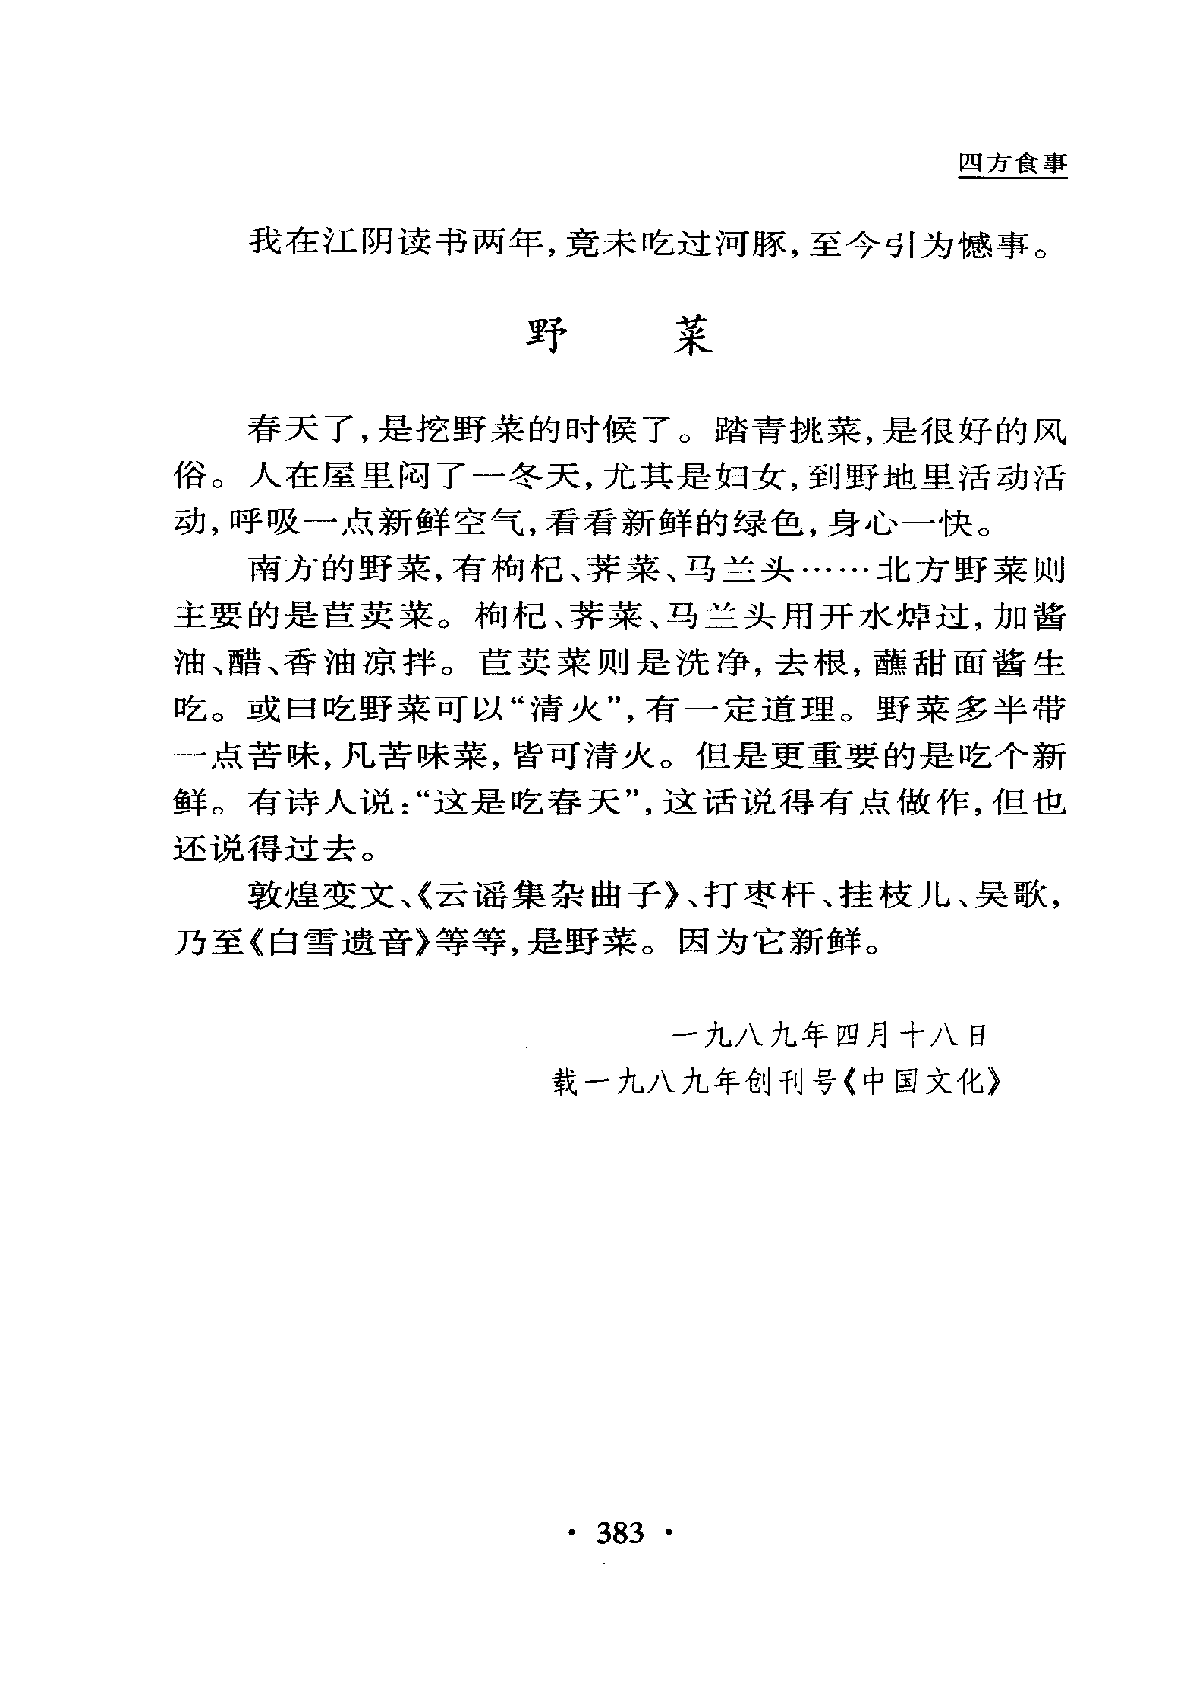 四方食事
我在江阴读书两年,竟未吃过河豚,至今引为憾事。
野 菜
春天了,是挖野菜的时候了。踏青挑菜,是很好的风
俗。人在屋里闷了一冬天,尤其是妇女,到野地里活动活
动,呼吸一点新鲜空气,看看新鲜的绿色,身心一快。
南方的野菜,有枸杞、荠菜、马兰头……北方野菜则
主要的是苣荬菜。枸杞、荠菜、马兰头用开水焯过,加酱
油、醋、香油凉拌。苣荬菜则是洗净,去根,蘸甜面酱生
吃。或曰吃野菜可以“清火”,有一定道理。野菜多半带
一点苦味,凡苦味菜,皆可清火。但是更重要的是吃个新
鲜。有诗人说:“这是吃春天”,这话说得有点做作,但也
还说得过去。
敦煌变文、《云谣集杂曲子》、打枣杆、挂枝儿、吴歌,
乃至《白雪遗音》等等,是野菜。因为它新鲜。
一九八九年四月十八日
载一九八九年创刊号《中国文化》
· 383 ·